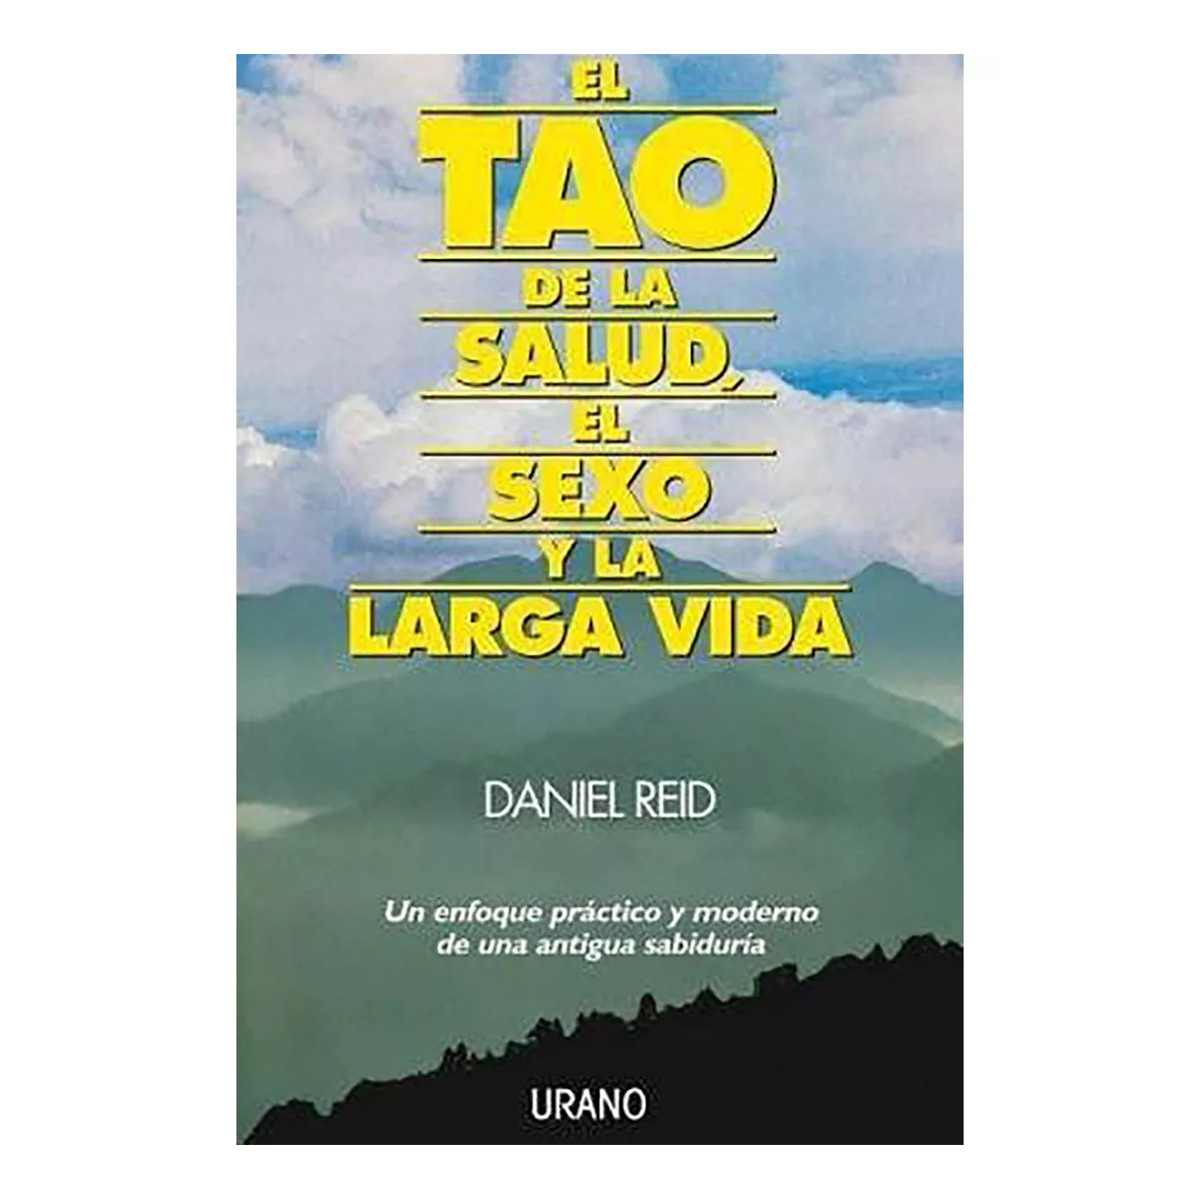 EL
TAO
DE LA
SALUD,
EL
SEXO
Y LA
LARGA VIDA
DANIEL REID
Un enfoque práctico y moderno
de una antigua sabiduría
URANO